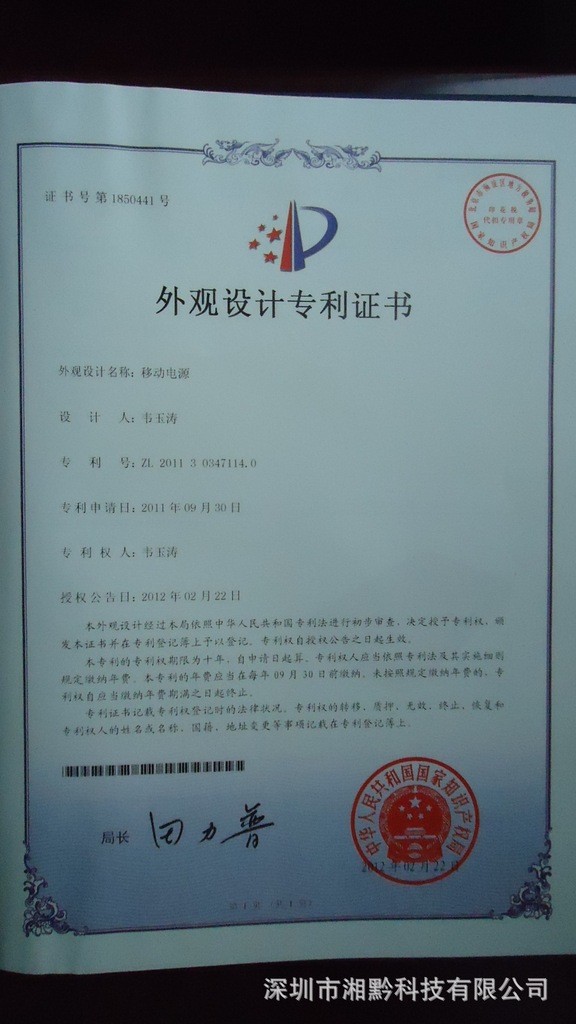 证书号第1850441号
印花税
代扣专用章
外观设计专利证书
外观设计名称：移动电源
设计人：韦玉涛
专利号：ZL 2011 3 0347114.0
专利申请日：2011年09月30日
专利权人：韦玉涛
授权公告日：2012年02月22日
本外观设计经过本局依照中华人民共和国专利法进行初步审查，决定授予专利权，颁
发本证书并在专利登记簿上予以登记。专利权自授权公告之日起生效。
本专利的专利权期限为十年，自申请日起算。专利权人应当依照专利法及其实施细则
规定缴纳年费。本专利的年费应当在每年09月30日前缴纳。未按照规定缴纳年费的，专
利权自应当缴纳年费期满之日起终止。
专利证书记载专利权登记时的法律状况。专利权的转移、质押、无效、终止、恢复和
专利权人的姓名或名称、国籍、地址变更等事项记载在专利登记簿上。
局长 田力普
中华人民共和国国家知识产权局
2012年02月22日
第1页（共1页）
深圳市湘黔科技有限公司